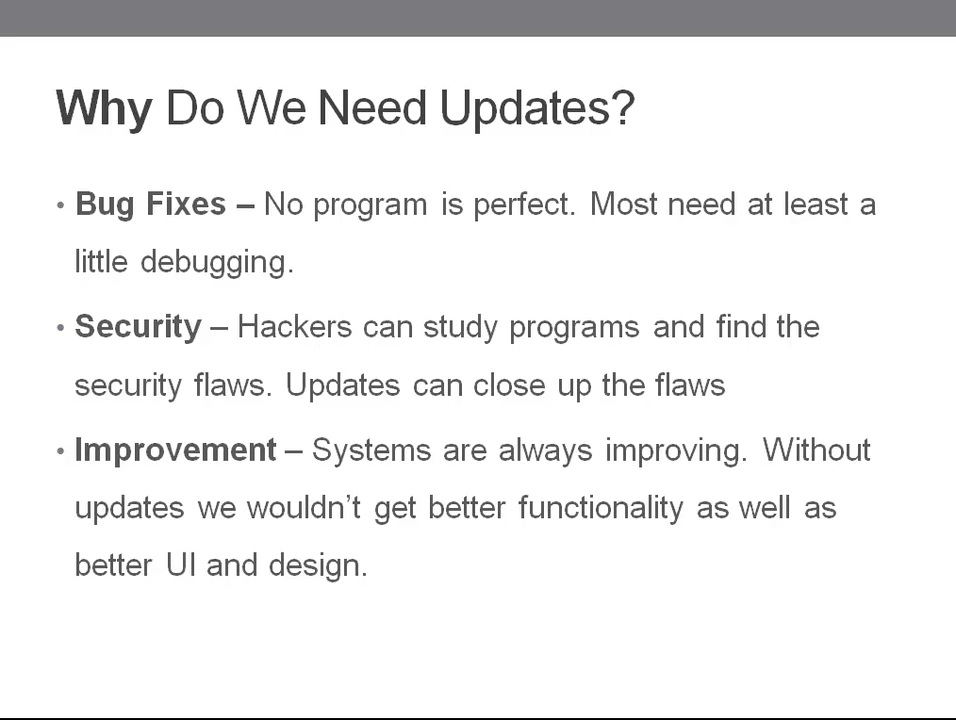 Why Do We Need Updates?
• Bug Fixes – No program is perfect. Most need at least a
little debugging.
• Security – Hackers can study programs and find the
security flaws. Updates can close up the flaws
• Improvement – Systems are always improving. Without
updates we wouldn’t get better functionality as well as
better UI and design.